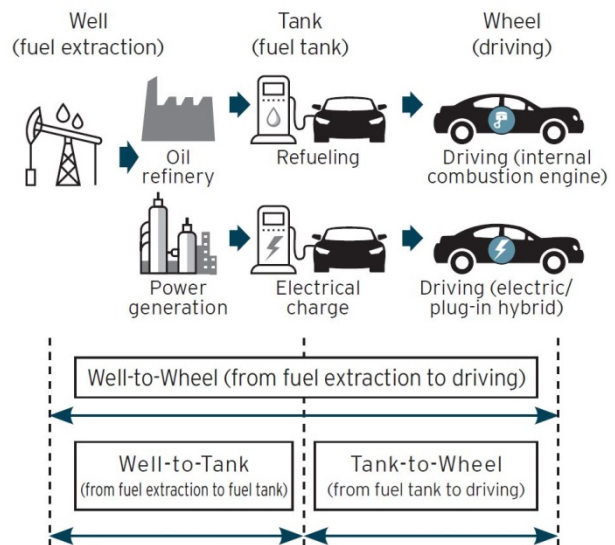 Well
(fuel extraction)
Tank
(fuel tank)
Wheel
(driving)
Oil
refinery
Refueling
Driving (internal
combustion engine)
Power
generation
Electrical
charge
Driving (electric/
plug-in hybrid)
Well-to-Wheel (from fuel extraction to driving)
Well-to-Tank
(from fuel extraction to fuel tank)
Tank-to-Wheel
(from fuel tank to driving)